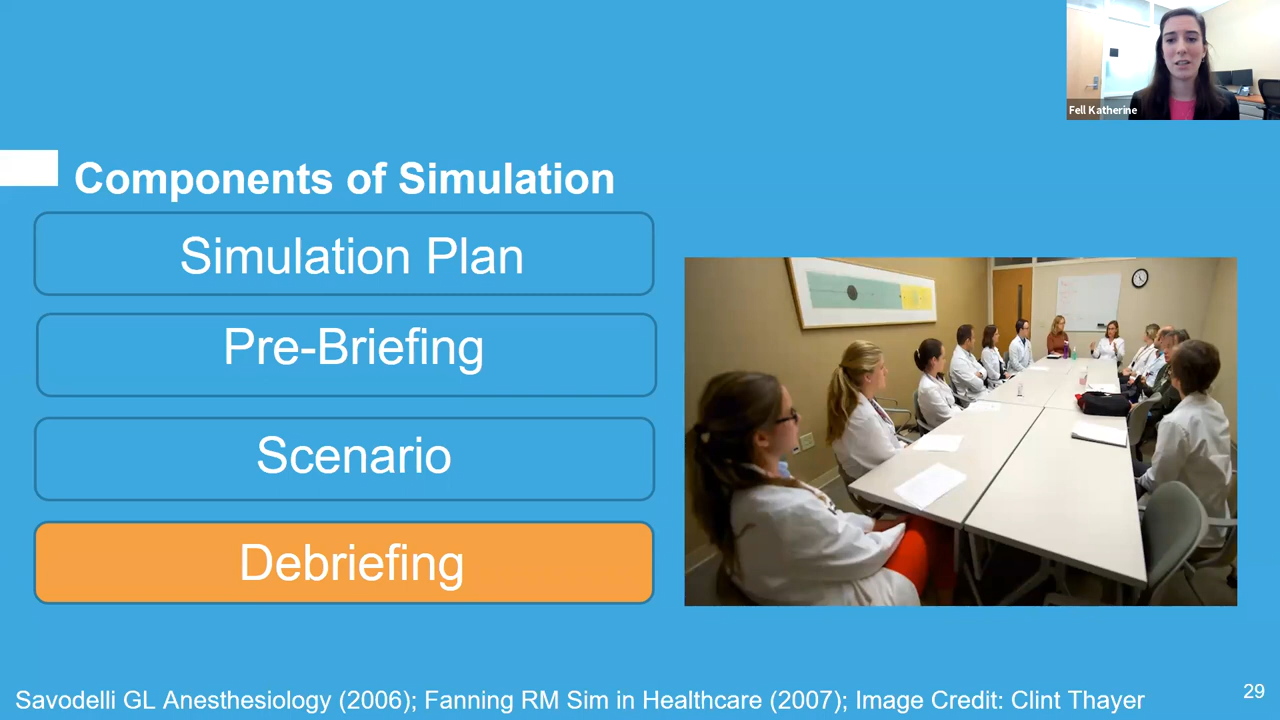 Fell Katherine
Components of Simulation
Simulation Plan
Pre-Briefing
Scenario
Debriefing
Savodelli GL Anesthesiology (2006); Fanning RM Sim in Healthcare (2007); Image Credit: Clint Thayer
29